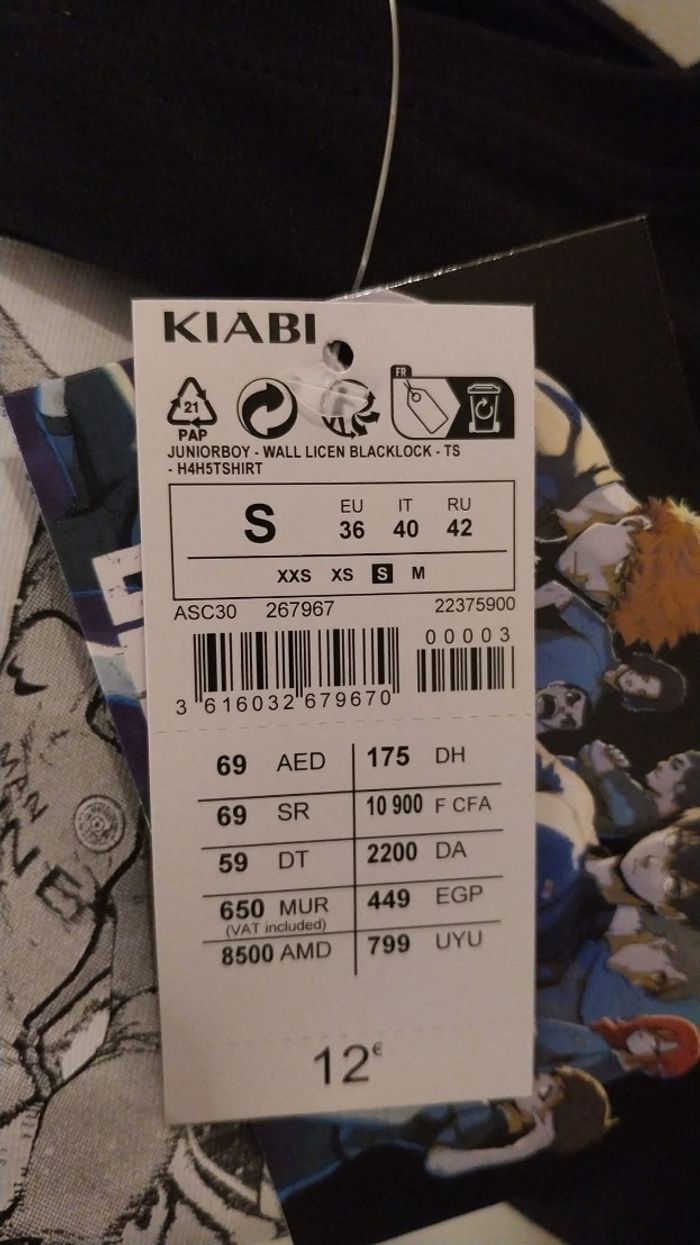 KIABI
FR
21
PAP
JUNIORBOY - WALL LICEN BLACKLOCK - TS
- H4H5TSHIRT
S EU 36 IT 40 RU 42
XXS XS S M
ASC30 267967 22375900
00003
3 616032 679670
69 AED 175 DH
69 SR 10 900 F CFA
59 DT 2200 DA
650 MUR 449 EGP
(VAT included)
8500 AMD 799 UYU
12€
MAN